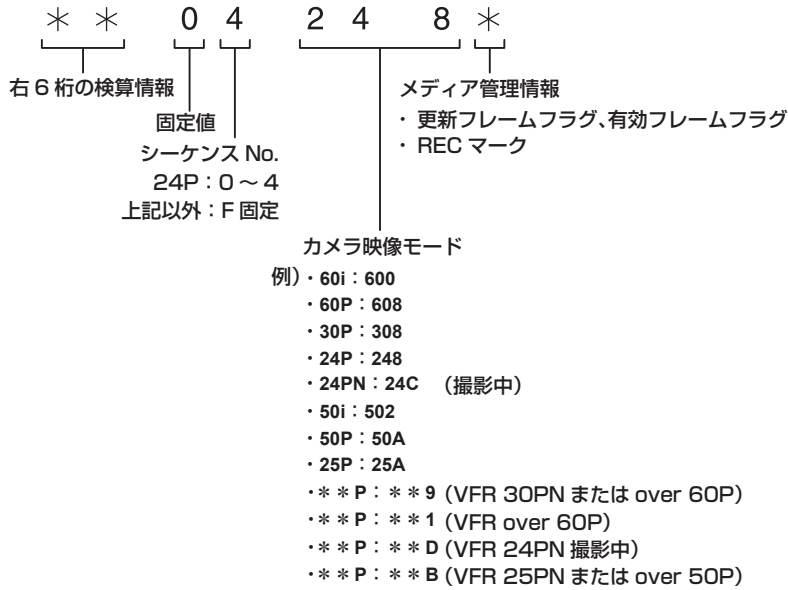 ＊ ＊ 0 4 2 4 8 ＊
右 6 桁の検算情報
固定値
シーケンス No.
24P：0 ～ 4
上記以外：F 固定
メディア管理情報
・ 更新フレームフラグ、有効フレームフラグ
・ REC マーク
カメラ映像モード
例）・60i：600
・60P：608
・30P：308
・24P：248
・24PN：24C （撮影中）
・50i：502
・50P：50A
・25P：25A
・＊＊P：＊＊9（VFR 30PN または over 60P）
・＊＊P：＊＊1（VFR over 60P）
・＊＊P：＊＊D（VFR 24PN 撮影中）
・＊＊P：＊＊B（VFR 25PN または over 50P）